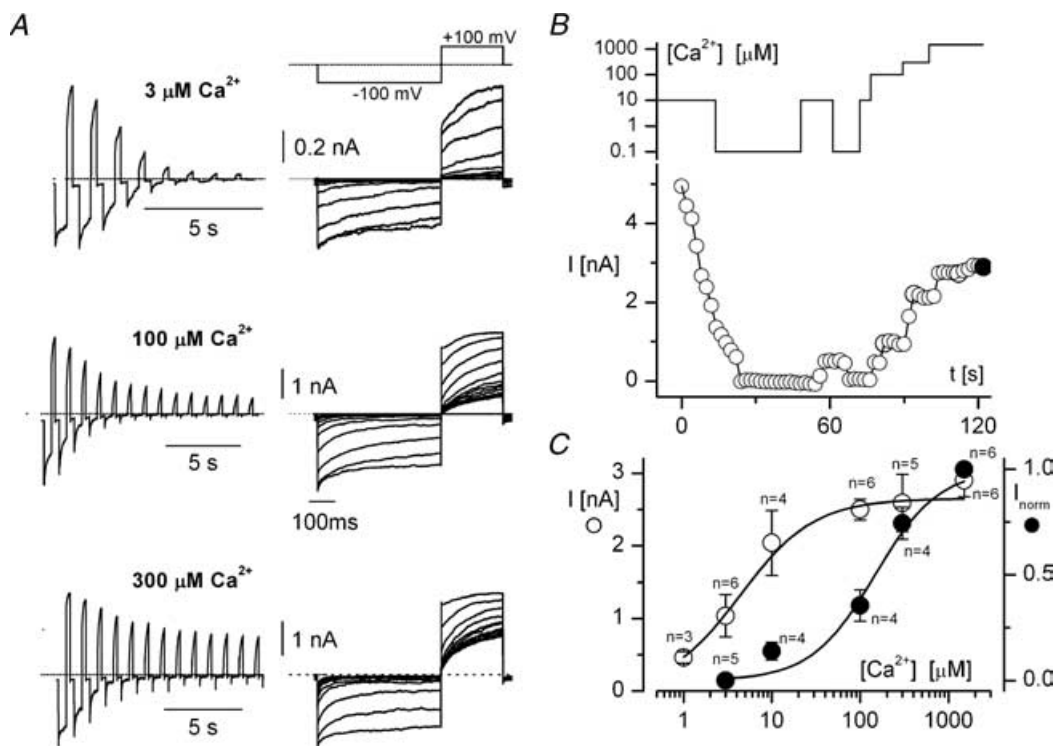 A
+100 mV
-100 mV
3 µM Ca²⁺
0.2 nA
5 s
100 µM Ca²⁺
1 nA
5 s
100ms
300 µM Ca²⁺
1 nA
5 s
B
[Ca²⁺] [µM]
1000
100
10
1
0.1
4
I [nA]
2
0
t [s]
0
60
120
C
3
I [nA]
2
1
0
n=3
n=6
n=4
n=6
n=5
n=6
n=6
n=5
n=4
n=4
n=4
1.0
I norm
0.5
0.0
[Ca²⁺] [µM]
1
10
100
1000